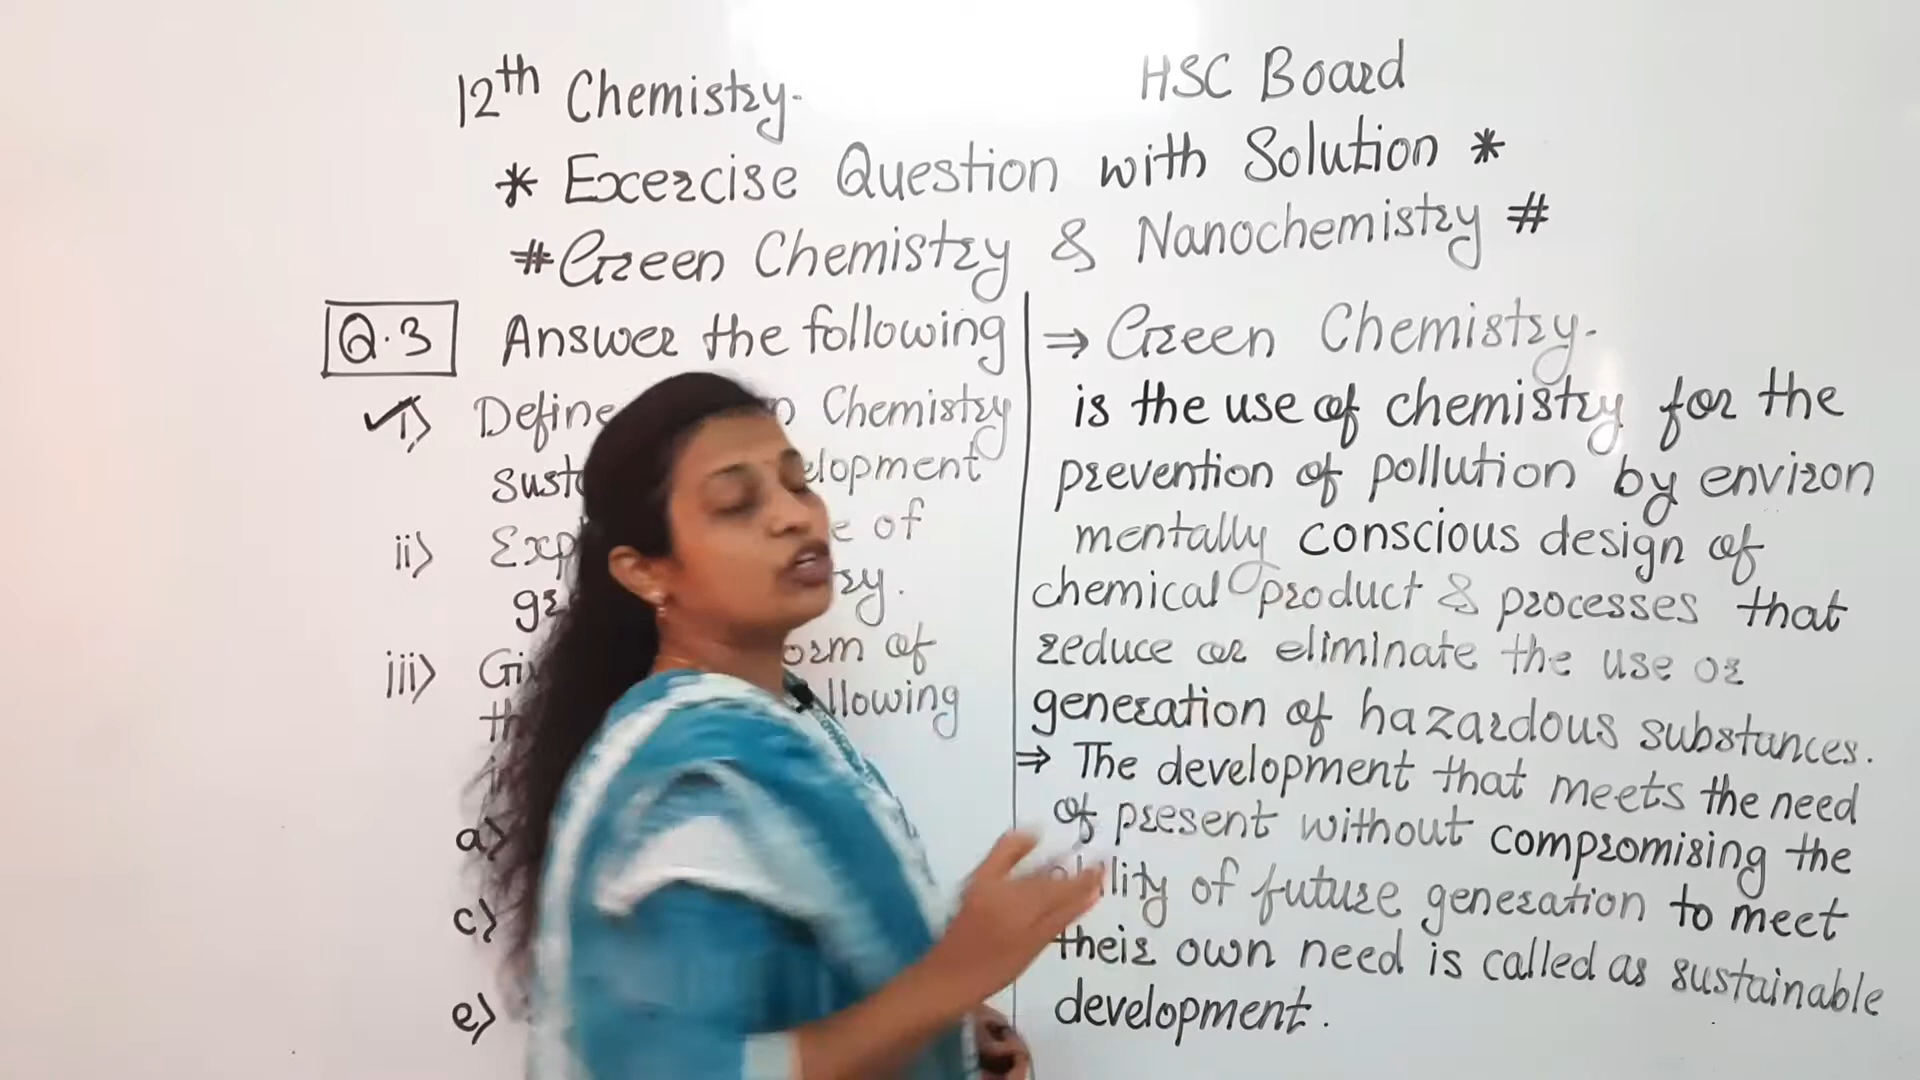 12th Chemistry.
HSC Board
* Exercise Question with Solution *
# Green Chemistry & Nanochemistry #
Q.3 Answer the following
i) Define Chemistry
ii) of
iii) of
a)
c)
e)
⇒ Green Chemistry.
is the use of chemistry for the
prevention of pollution by environ
mentally conscious design of
chemical product & processes that
reduce or eliminate the use or
generation of hazardous substances.
⇒ The development that meets the need
of present without compromising the
ability of future generation to meet
their own need is called as sustainable
development.